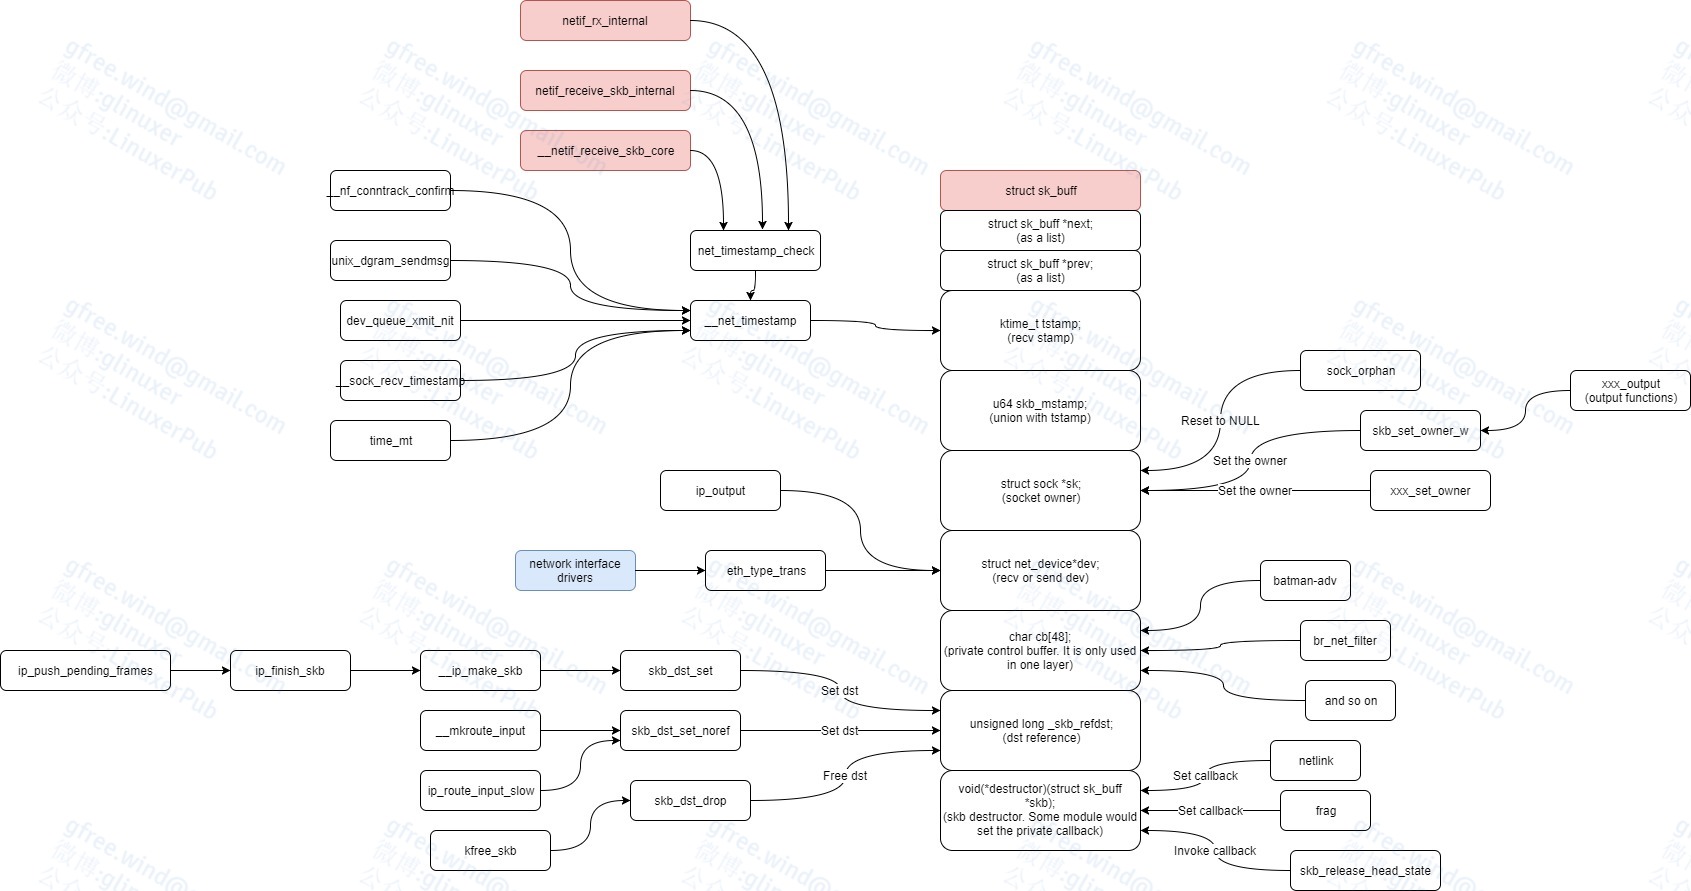 netif_rx_internal
netif_receive_skb_internal
__netif_receive_skb_core
__nf_conntrack_confirm
unix_dgram_sendmsg
dev_queue_xmit_nit
__sock_recv_timestamp
time_mt
net_timestamp_check
__net_timestamp
struct sk_buff
struct sk_buff *next;
(as a list)
struct sk_buff *prev;
(as a list)
ktime_t tstamp;
(recv stamp)
u64 skb_mstamp;
(union with tstamp)
struct sock *sk;
(socket owner)
struct net_device*dev;
(recv or send dev)
char cb[48];
(private control buffer. It is only used
in one layer)
unsigned long _skb_refdst;
(dst reference)
void(*destructor)(struct sk_buff
*skb);
(skb destructor. Some module would
set the private callback)
sock_orphan
Reset to NULL
xxx_output
(output functions)
skb_set_owner_w
Set the owner
xxx_set_owner
Set the owner
ip_output
network interface
drivers
eth_type_trans
batman-adv
br_net_filter
and so on
ip_push_pending_frames
ip_finish_skb
__ip_make_skb
skb_dst_set
Set dst
__mkroute_input
skb_dst_set_noref
Set dst
ip_route_input_slow
skb_dst_drop
Free dst
kfree_skb
netlink
Set callback
frag
Set callback
skb_release_head_state
Invoke callback
gfree.wind@gmail.com
微博:glinuxer
公众号:LinuxerPub